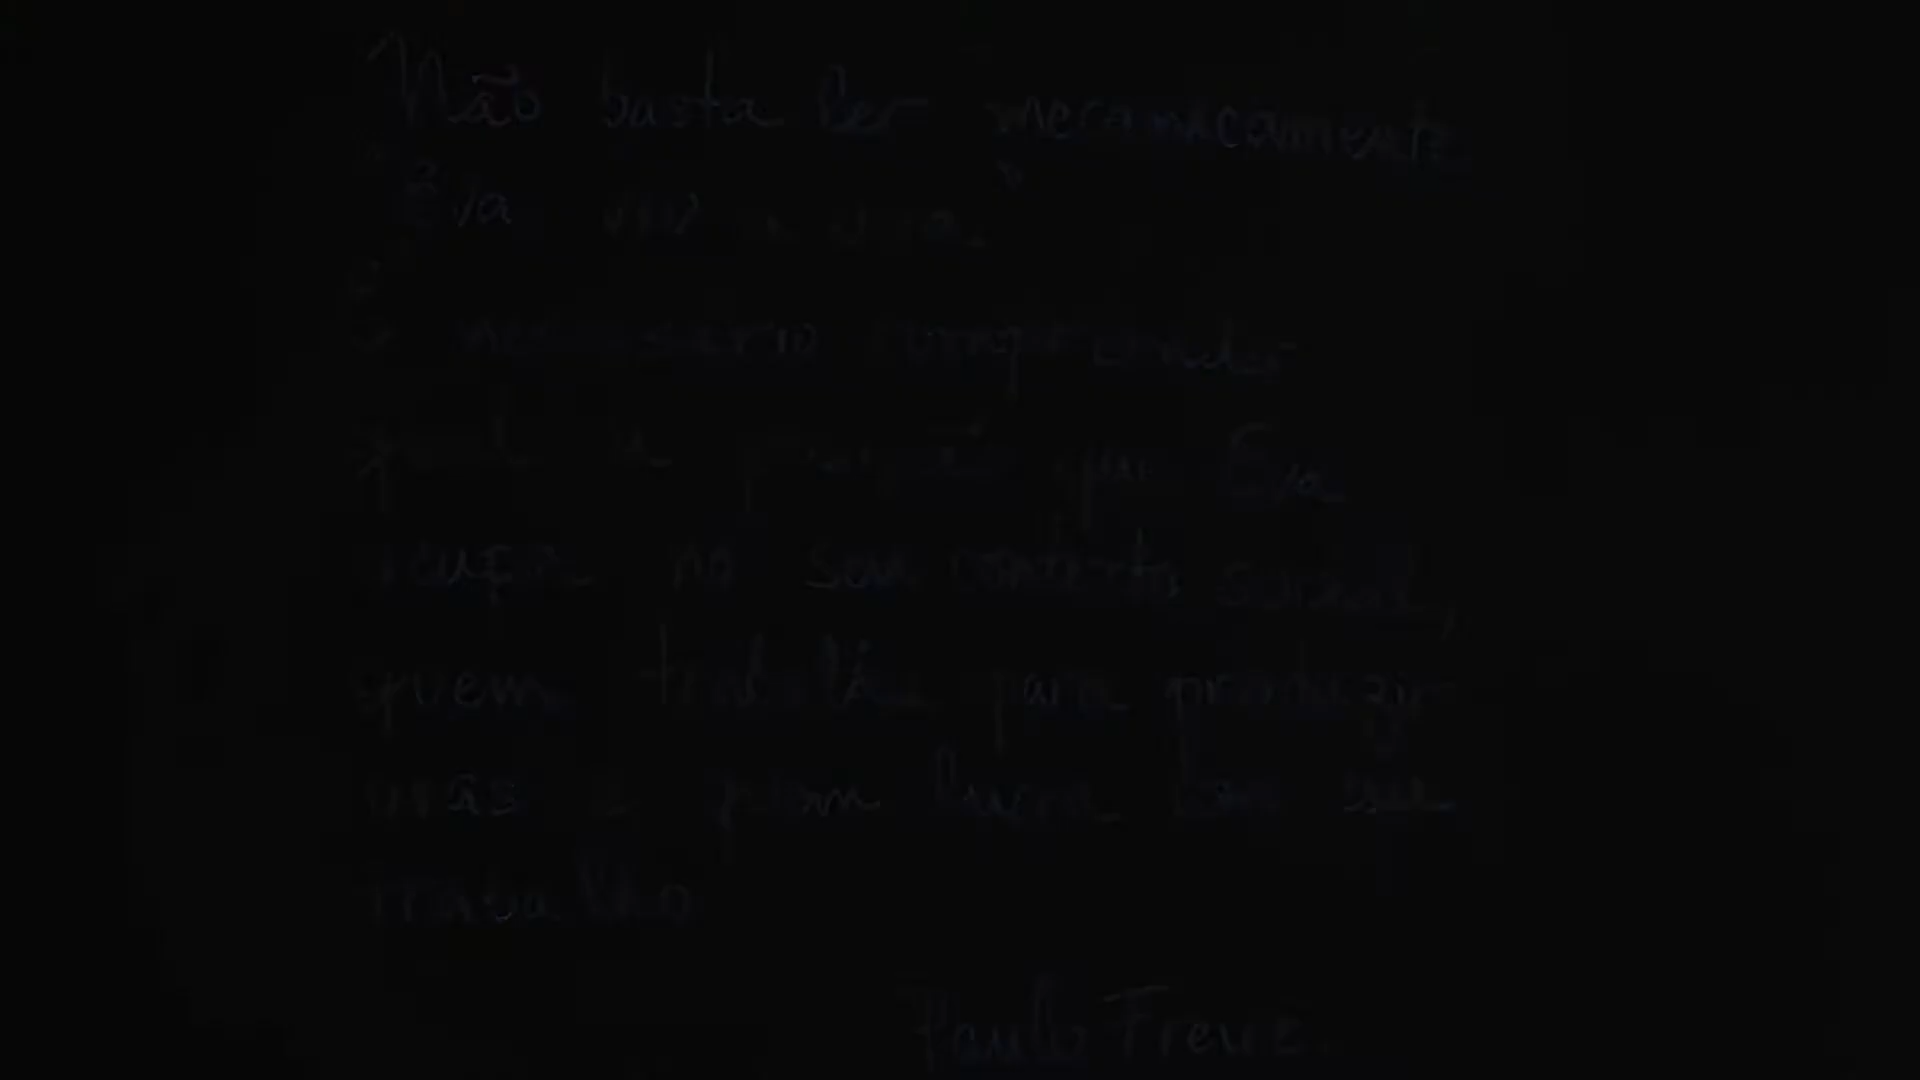 Não basta ler mecanicamente
Eva viu a uva.
É necessário compreender
qual a posição que Eva
ocupa no seu contexto social,
quem trabalha para produzir
uvas e quem lucra com esse
trabalho
Paulo Freire.